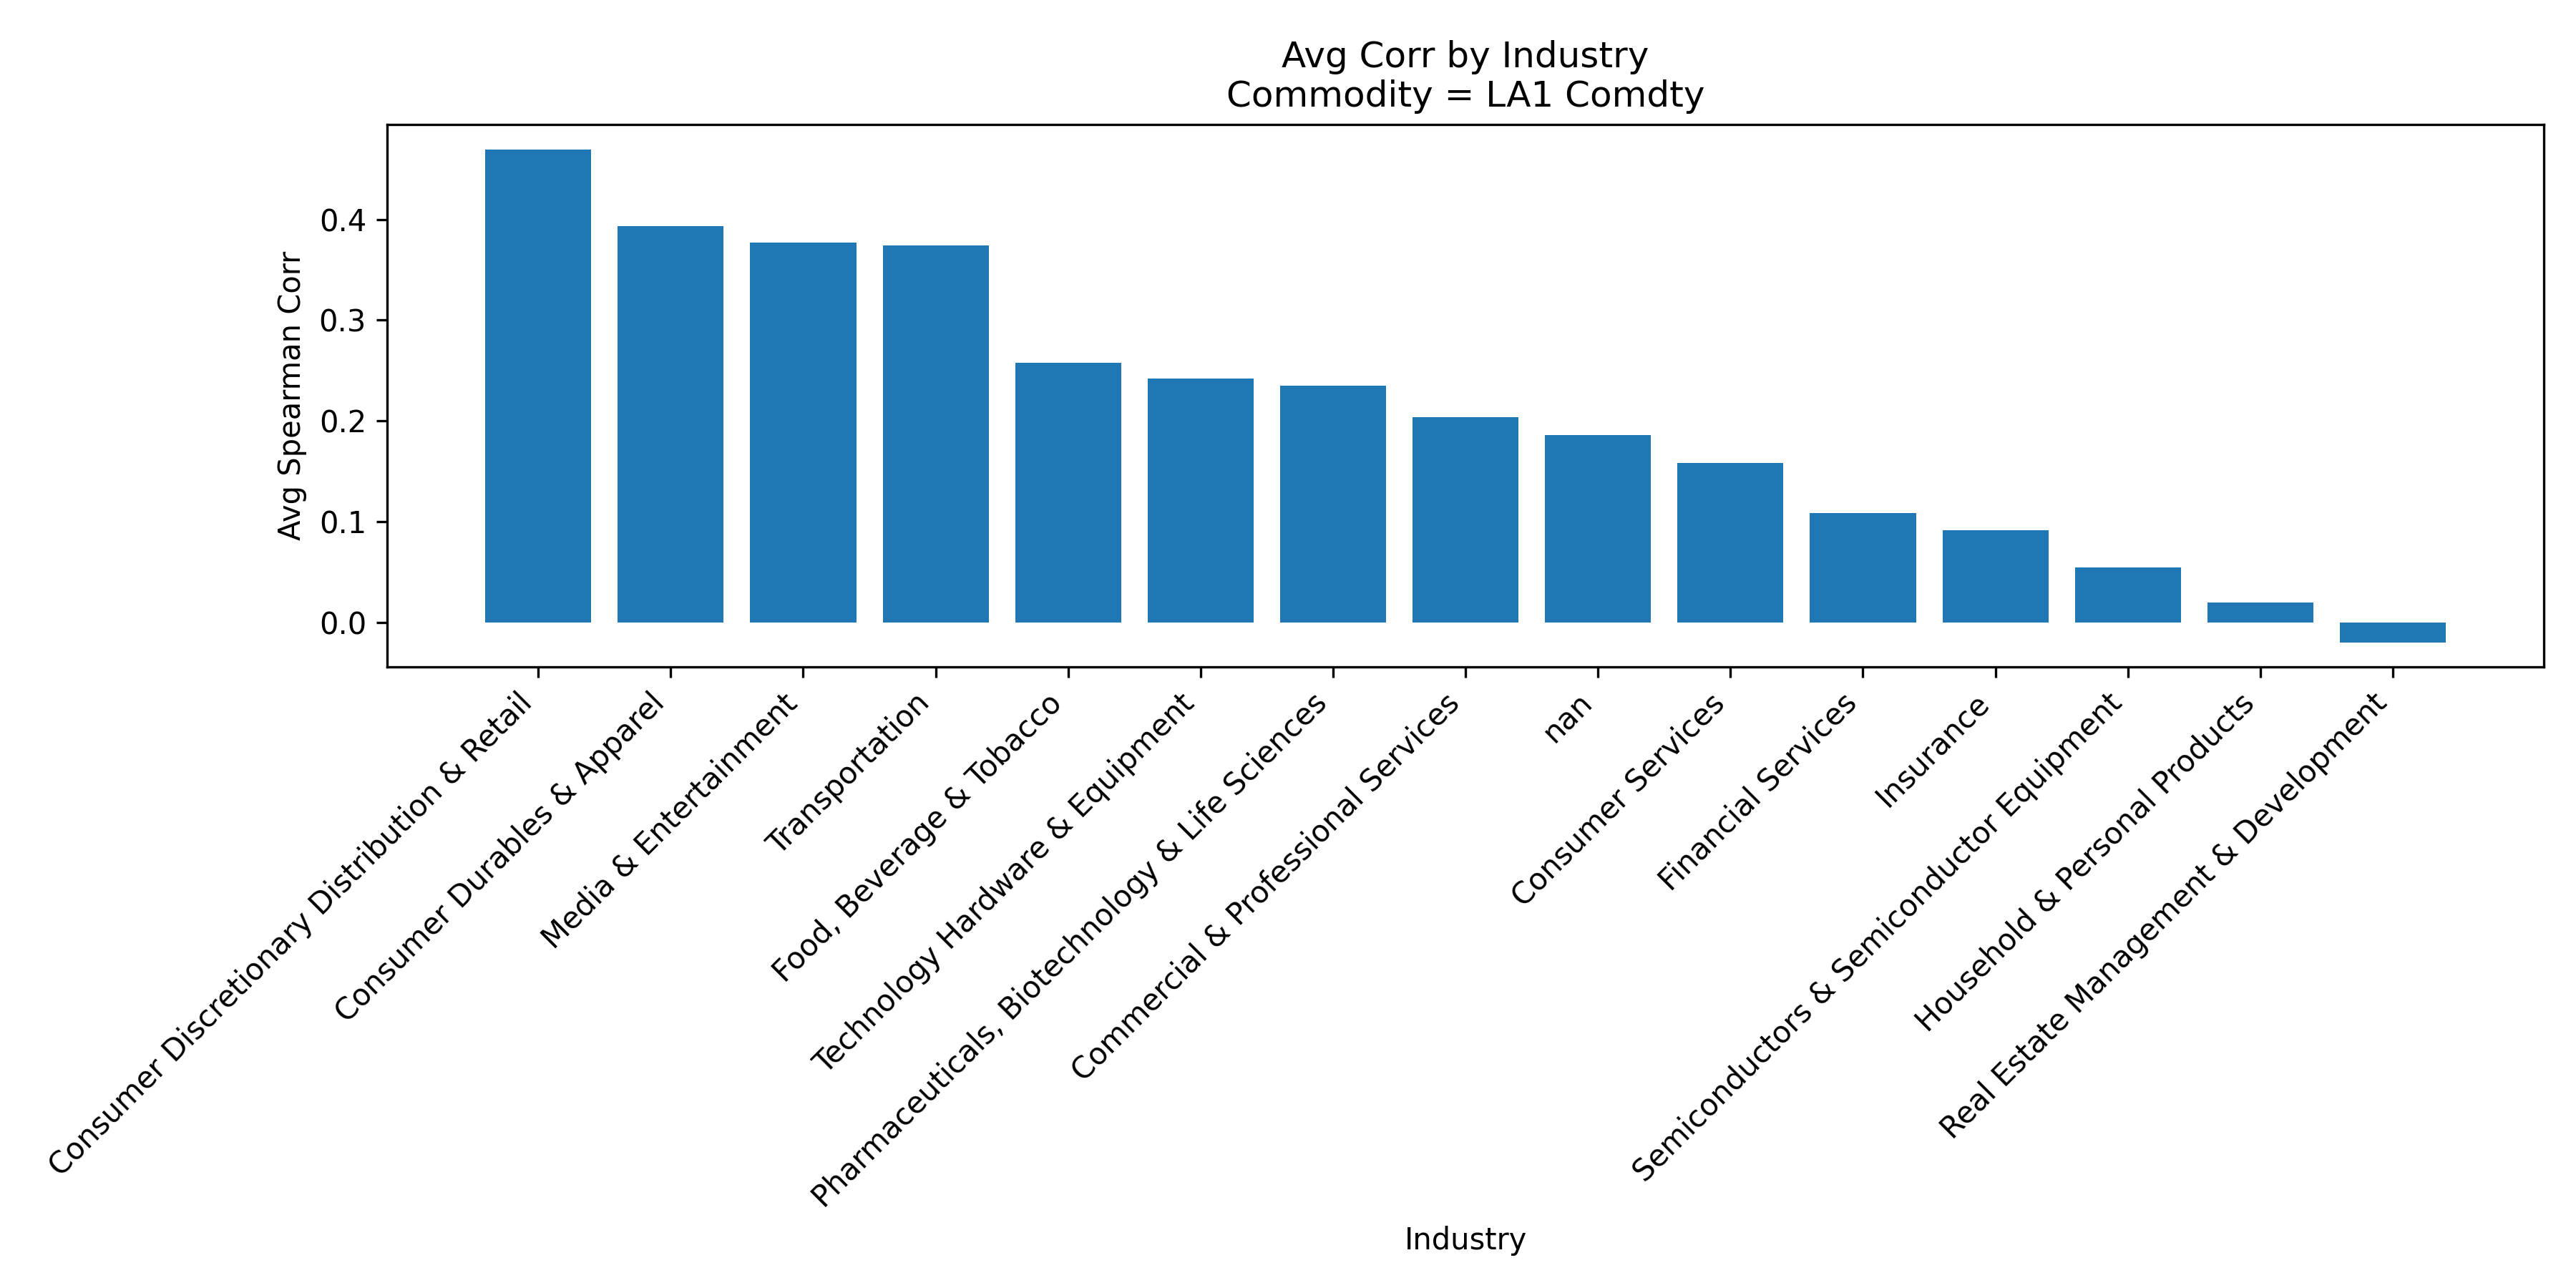 Avg Corr by Industry
Commodity = LA1 Comdty
Avg Spearman Corr
0.4
0.3
0.2
0.1
0.0
Consumer Discretionary Distribution & Retail
Consumer Durables & Apparel
Media & Entertainment
Transportation
Food, Beverage & Tobacco
Technology Hardware & Equipment
Pharmaceuticals, Biotechnology & Life Sciences
Commercial & Professional Services
nan
Consumer Services
Financial Services
Insurance
Semiconductors & Semiconductor Equipment
Household & Personal Products
Real Estate Management & Development
Industry